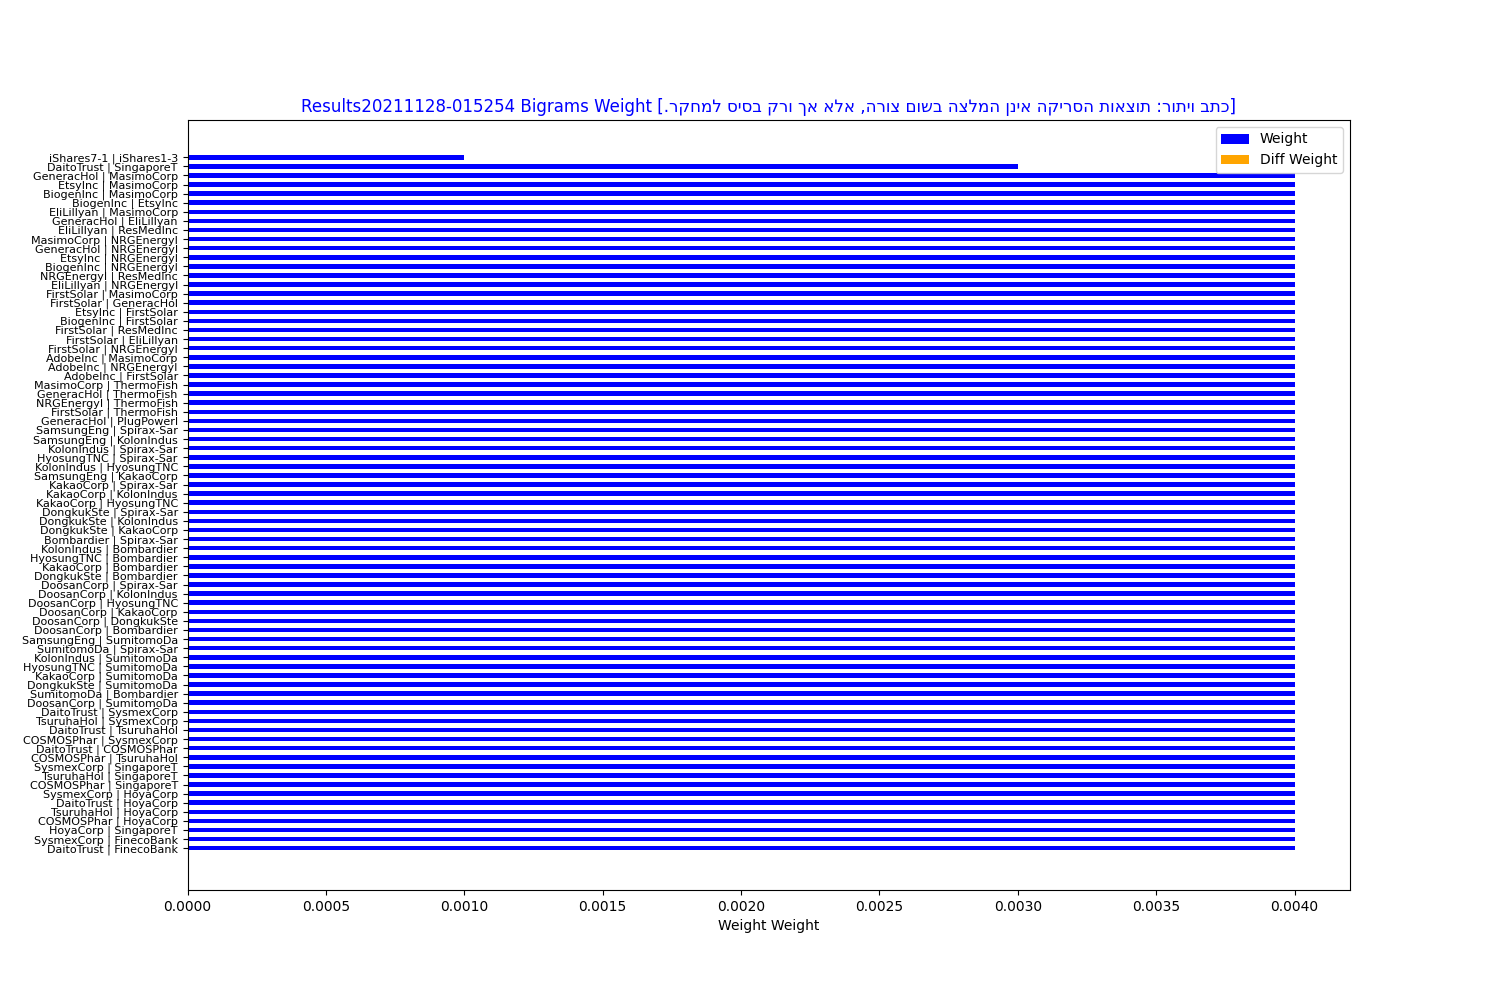 Results20211128-015254 Bigrams Weight [כתב ויתור: תוצאות הסריקה אינן המלצה בשום צורה, אלא אך ורק בסיס למחקר.]
Weight
Diff Weight
iShares7-1 | iShares1-3
DaitoTrust | SingaporeT
GeneracHol | MasimoCorp
EtsyInc | MasimoCorp
BiogenInc | MasimoCorp
BiogenInc | EtsyInc
EliLillyan | MasimoCorp
GeneracHol | EliLillyan
EliLillyan | ResMedInc
MasimoCorp | NRGEnergyI
GeneracHol | NRGEnergyI
EtsyInc | NRGEnergyI
BiogenInc | NRGEnergyI
NRGEnergyI | ResMedInc
EliLillyan | NRGEnergyI
FirstSolar | MasimoCorp
FirstSolar | GeneracHol
EtsyInc | FirstSolar
BiogenInc | FirstSolar
FirstSolar | ResMedInc
FirstSolar | EliLillyan
FirstSolar | NRGEnergyI
AdobeInc | MasimoCorp
AdobeInc | NRGEnergyI
AdobeInc | FirstSolar
MasimoCorp | ThermoFish
GeneracHol | ThermoFish
NRGEnergyI | ThermoFish
FirstSolar | ThermoFish
GeneracHol | PlugPowerI
SamsungEng | Spirax-Sar
SamsungEng | KolonIndus
KolonIndus | Spirax-Sar
HyosungTNC | Spirax-Sar
KolonIndus | HyosungTNC
SamsungEng | KakaoCorp
KakaoCorp | Spirax-Sar
KakaoCorp | KolonIndus
KakaoCorp | HyosungTNC
DongkukSte | Spirax-Sar
DongkukSte | KolonIndus
DongkukSte | KakaoCorp
Bombardier | Spirax-Sar
KolonIndus | Bombardier
HyosungTNC | Bombardier
KakaoCorp | Bombardier
DongkukSte | Bombardier
DoosanCorp | Spirax-Sar
DoosanCorp | KolonIndus
DoosanCorp | HyosungTNC
DoosanCorp | KakaoCorp
DoosanCorp | DongkukSte
DoosanCorp | Bombardier
SamsungEng | SumitomoDa
SumitomoDa | Spirax-Sar
KolonIndus | SumitomoDa
HyosungTNC | SumitomoDa
KakaoCorp | SumitomoDa
DongkukSte | SumitomoDa
SumitomoDa | Bombardier
DoosanCorp | SumitomoDa
DaitoTrust | SysmexCorp
TsuruhaHol | SysmexCorp
DaitoTrust | TsuruhaHol
COSMOSPhar | SysmexCorp
DaitoTrust | COSMOSPhar
COSMOSPhar | TsuruhaHol
SysmexCorp | SingaporeT
TsuruhaHol | SingaporeT
COSMOSPhar | SingaporeT
SysmexCorp | HoyaCorp
DaitoTrust | HoyaCorp
TsuruhaHol | HoyaCorp
COSMOSPhar | HoyaCorp
HoyaCorp | SingaporeT
SysmexCorp | FinecoBank
DaitoTrust | FinecoBank
0.0000 0.0005 0.0010 0.0015 0.0020 0.0025 0.0030 0.0035 0.0040
Weight Weight